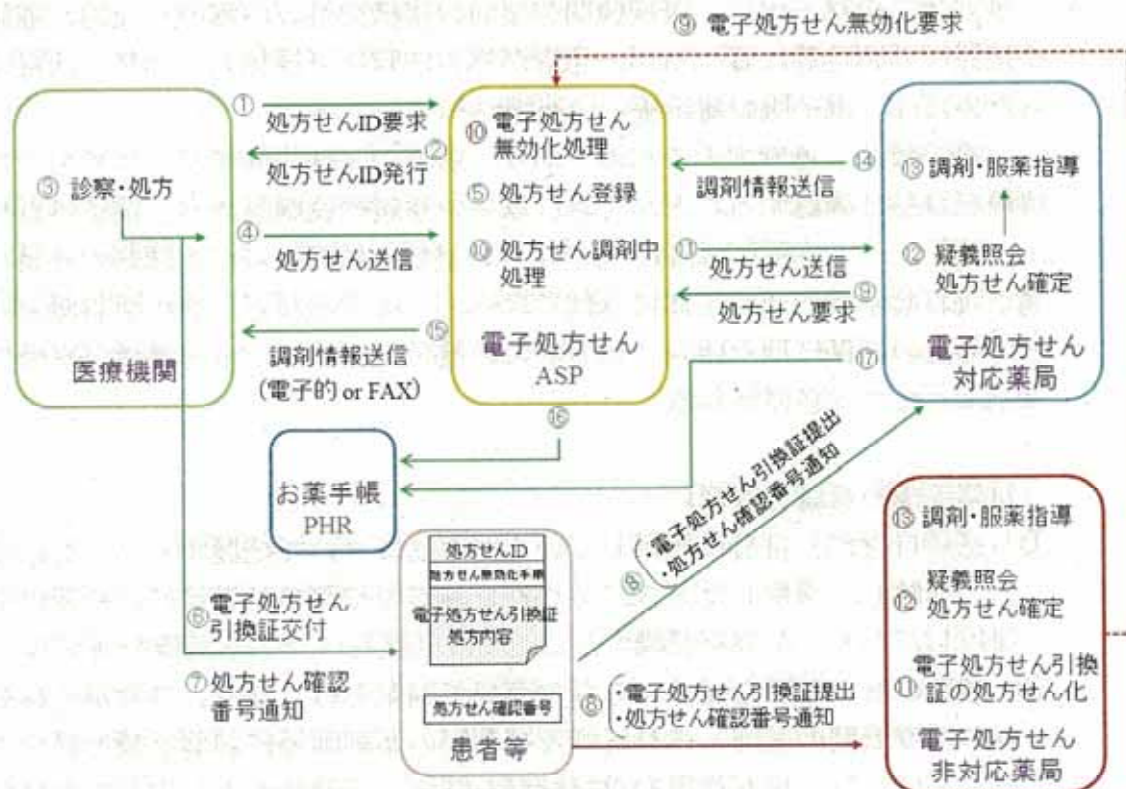 ⑨ 電子処方せん無効化要求
①
処方せんID要求
②
処方せんID発行
③ 診察・処方
④
処方せん送信
⑮
調剤情報送信
(電子的 or FAX)
医療機関
⑩ 電子処方せん
無効化処理
⑤ 処方せん登録
⑩ 処方せん調剤中
処理
電子処方せん
ASP
⑭
調剤情報送信
⑪
処方せん送信
⑨
処方せん要求
⑬ 調剤・服薬指導
⑫ 疑義照会
処方せん確定
⑰
電子処方せん
対応薬局
⑯
お薬手帳
PHR
⑥ 電子処方せん
引換証交付
⑦ 処方せん確認
番号通知
処方せんID
処方せん無効化手順
電子処方せん引換証
処方内容
処方せん確認番号
患者等
⑧
・電子処方せん引換証提出
・処方せん確認番号通知
⑧
・電子処方せん引換証提出
・処方せん確認番号通知
⑬ 調剤・服薬指導
⑫ 疑義照会
処方せん確定
⑪ 電子処方せん引換
証の処方せん化
電子処方せん
非対応薬局